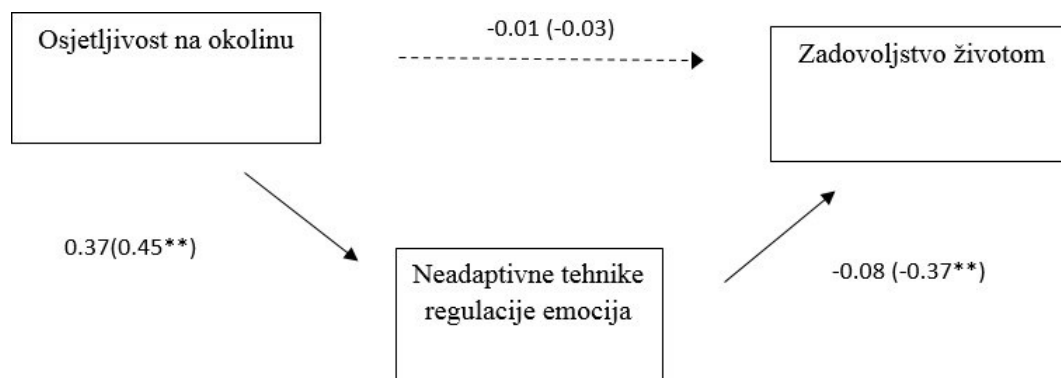 Osjetljivost na okolinu
-0.01 (-0.03)
Zadovoljstvo životom
0.37(0.45**)
Neadaptivne tehnike
regulacije emocija
-0.08 (-0.37**)